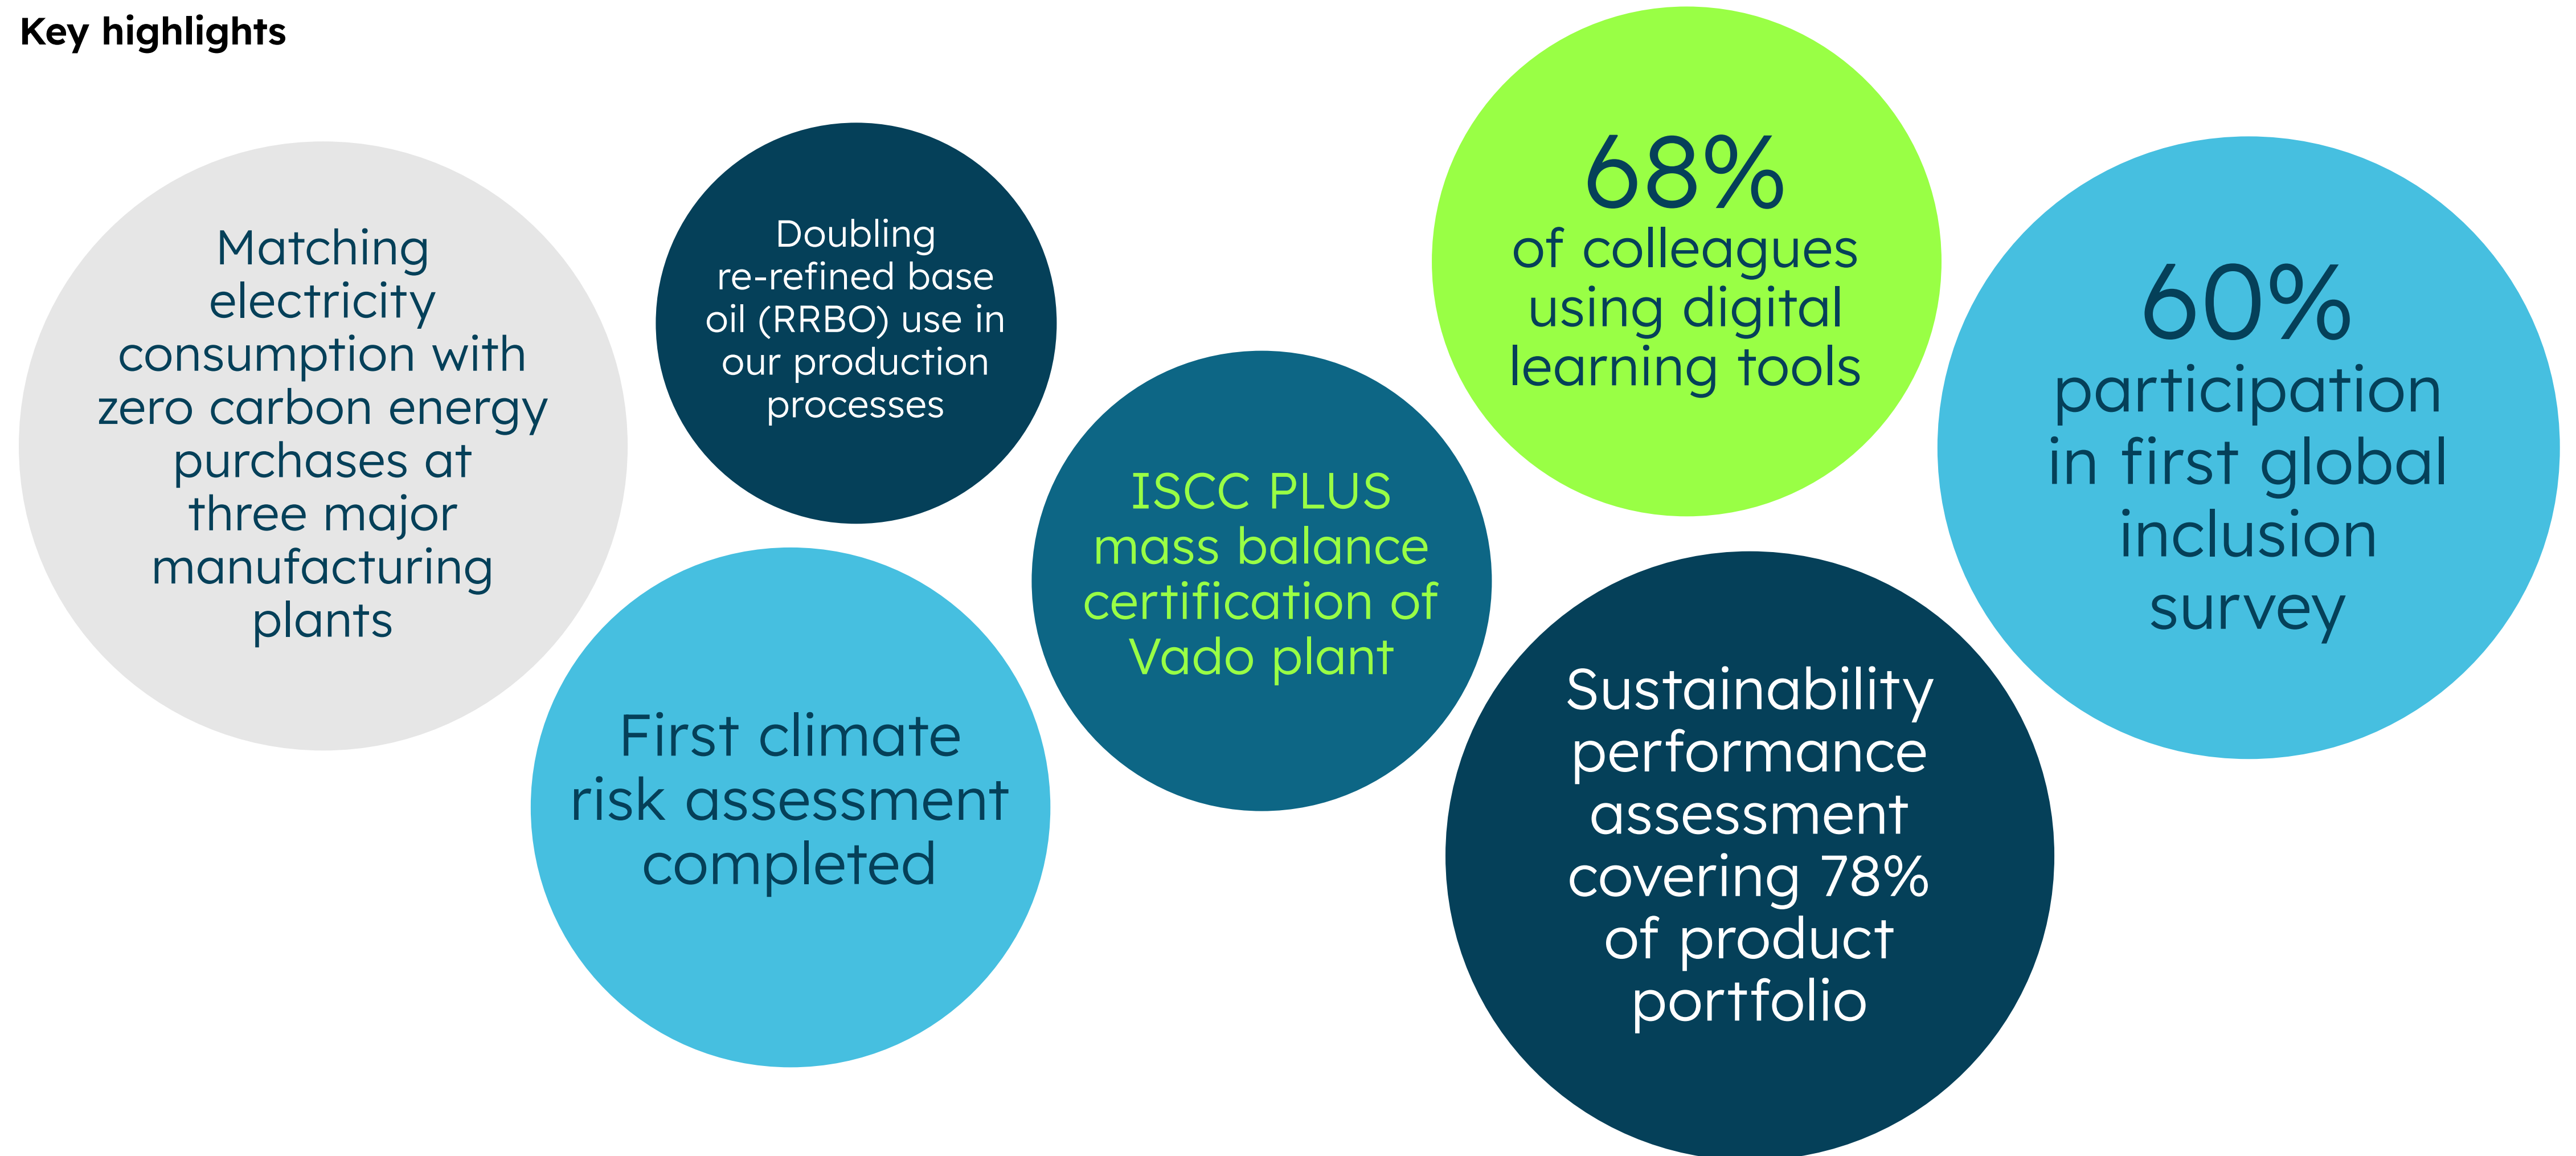 Key highlights
Matching
electricity
consumption with
zero carbon energy
purchases at
three major
manufacturing
plants
Doubling
re-refined base
oil (RRBO) use in
our production
processes
First climate
risk assessment
completed
ISCC PLUS
mass balance
certification of
Vado plant
68%
of colleagues
using digital
learning tools
Sustainability
performance
assessment
covering 78%
of product
portfolio
60%
participation
in first global
inclusion
survey